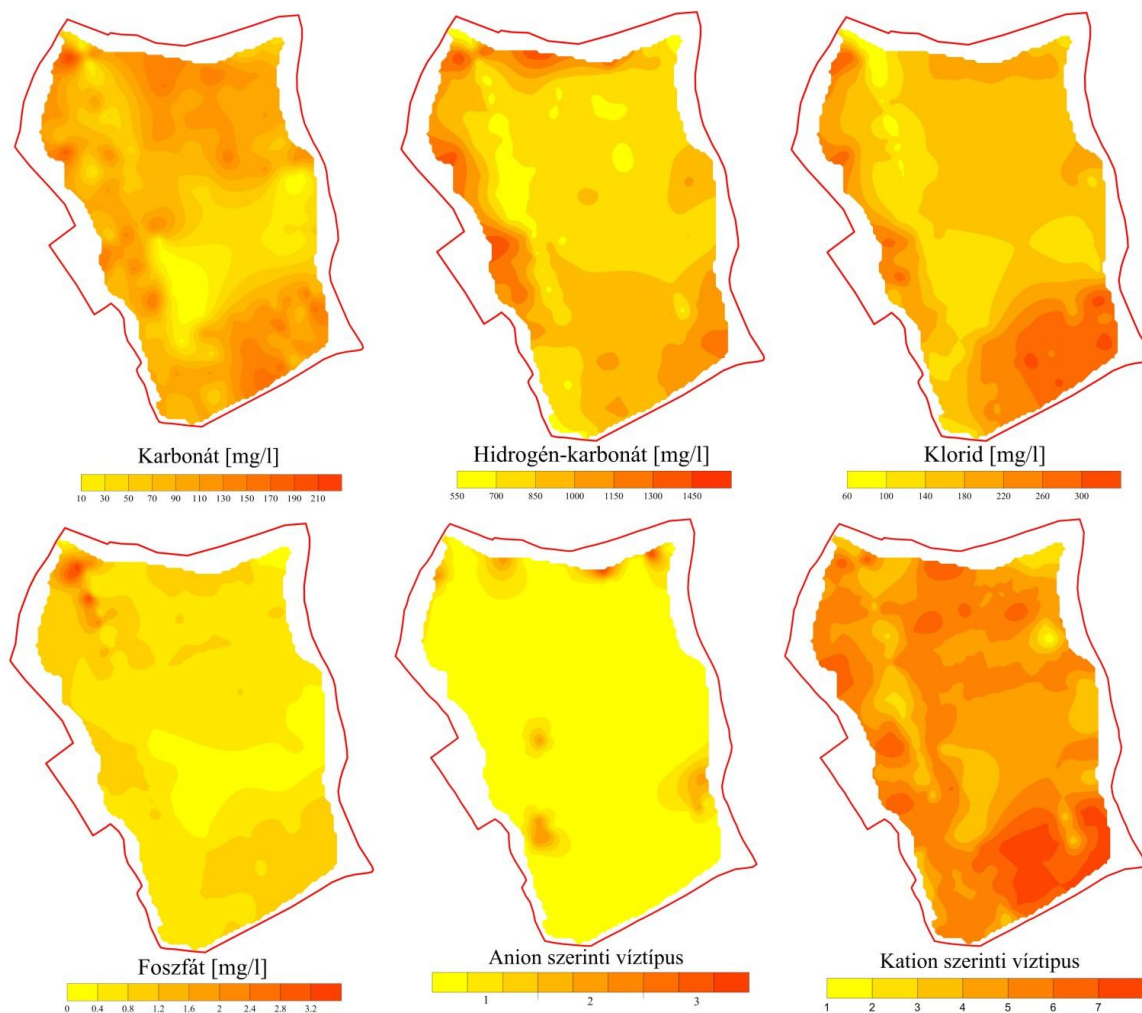 Karbonát [mg/l]
10 30 50 70 90 110 130 150 170 190 210
Hidrogén-karbonát [mg/l]
550 700 850 1000 1150 1300 1450
Klorid [mg/l]
60 100 140 180 220 260 300
Foszfát [mg/l]
0 0.4 0.8 1.2 1.6 2 2.4 2.8 3.2
Anion szerinti víztípus
1 2 3
Kation szerinti víztipus
1 2 3 4 5 6 7